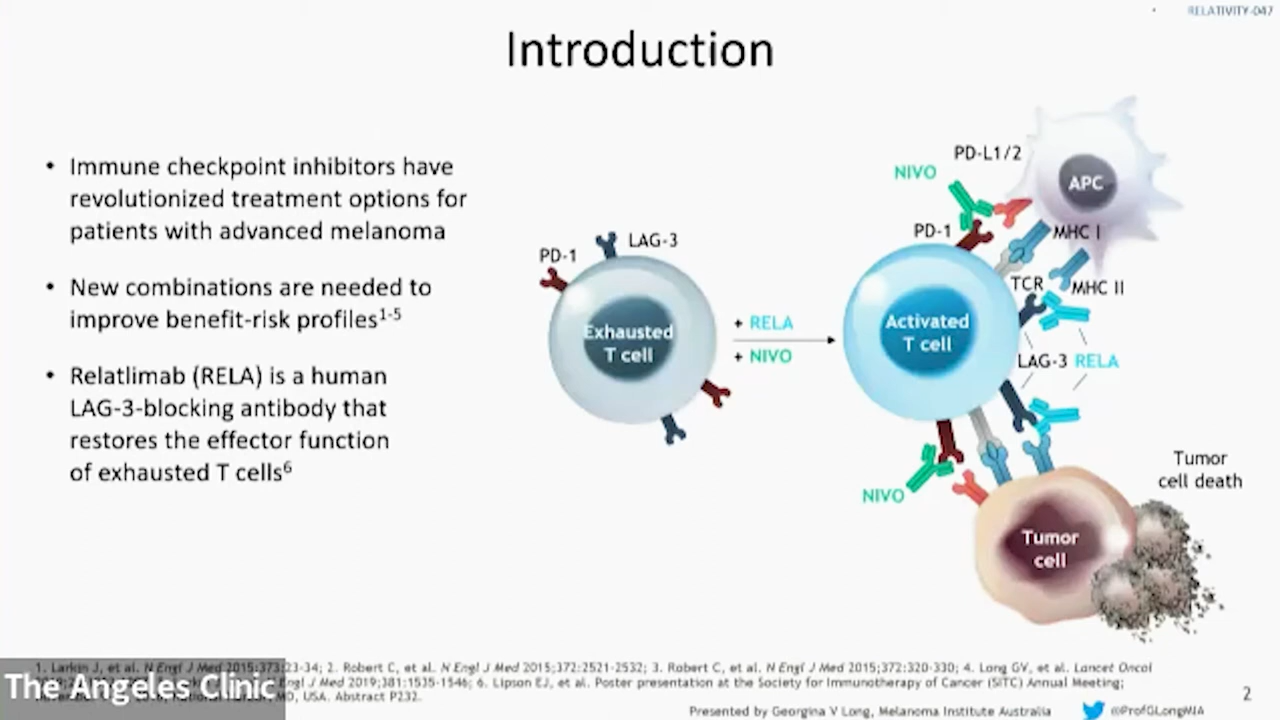 RELATIVITY-047
Introduction
• Immune checkpoint inhibitors have
revolutionized treatment options for
patients with advanced melanoma
• New combinations are needed to
improve benefit-risk profiles1-5
• Relatlimab (RELA) is a human
LAG-3-blocking antibody that
restores the effector function
of exhausted T cells6
PD-1
LAG-3
Exhausted
T cell
+ RELA
+ NIVO
NIVO
PD-L1/2
APC
PD-1
MHC I
TCR
MHC II
Activated
T cell
LAG-3 RELA
NIVO
Tumor
cell
Tumor
cell death
1. Larkin J, et al. N Engl J Med 2015;373:23-34; 2. Robert C, et al. N Engl J Med 2015;372:2521-2532; 3. Robert C, et al. N Engl J Med 2015;372:320-330; 4. Long GV, et al. Lancet Oncol
2019;381:1535-1546; 6. Lipson EJ, et al. Poster presentation at the Society for Immunotherapy of Cancer (SITC) Annual Meeting;
MD, USA. Abstract P232.
The Angeles Clinic
Presented by Georgina V Long, Melanoma Institute Australia
@ProfGLongMIA
2